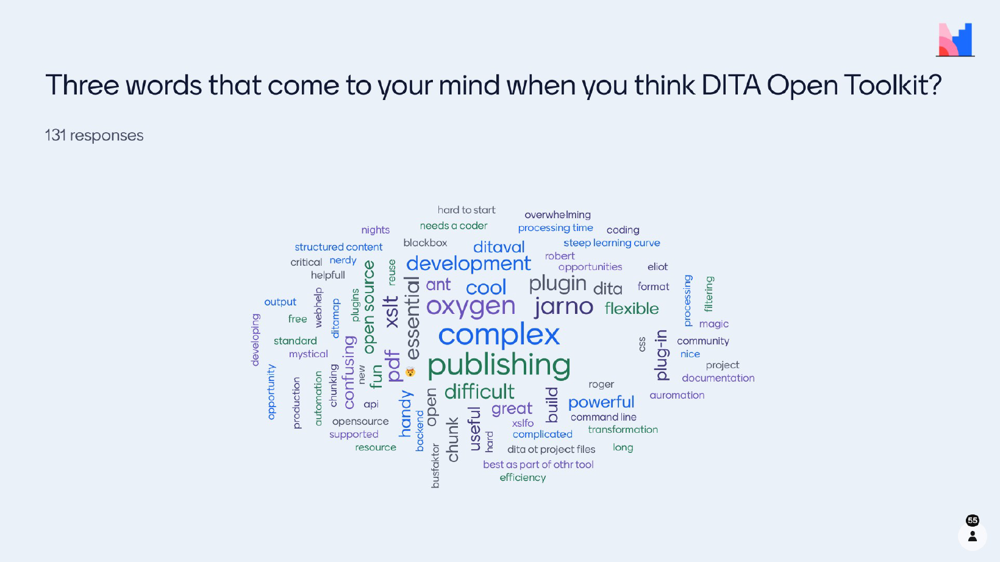 Three words that come to your mind when you think DITA Open Toolkit?
131 responses
hard to start
overwhelming
needs a coder
processing time
nights
coding
blackbox
structured content
ditaval
steep learning curve
critical
nerdy
robert
development
opportunities
eliot
helpfull
reuse
open source
essential
ant
cool
plugin
dita
format
processing
filtering
output
webhelp
ditamap
plugins
xslt
oxygen
jarno
flexible
free
developing
magic
standard
complex
css
plug-in
community
mystical
confusing
pdf
nice
publishing
project
documentation
opportunity
production
automation
chunking
new
fun
🤯
difficult
roger
auromation
api
handy
open
great
build
powerful
opensource
backend
chunk
useful
xslfo
command line
supported
hard
complicated
transformation
resource
busfaktor
dita ot project files
long
best as part of othr tool
efficiency
55